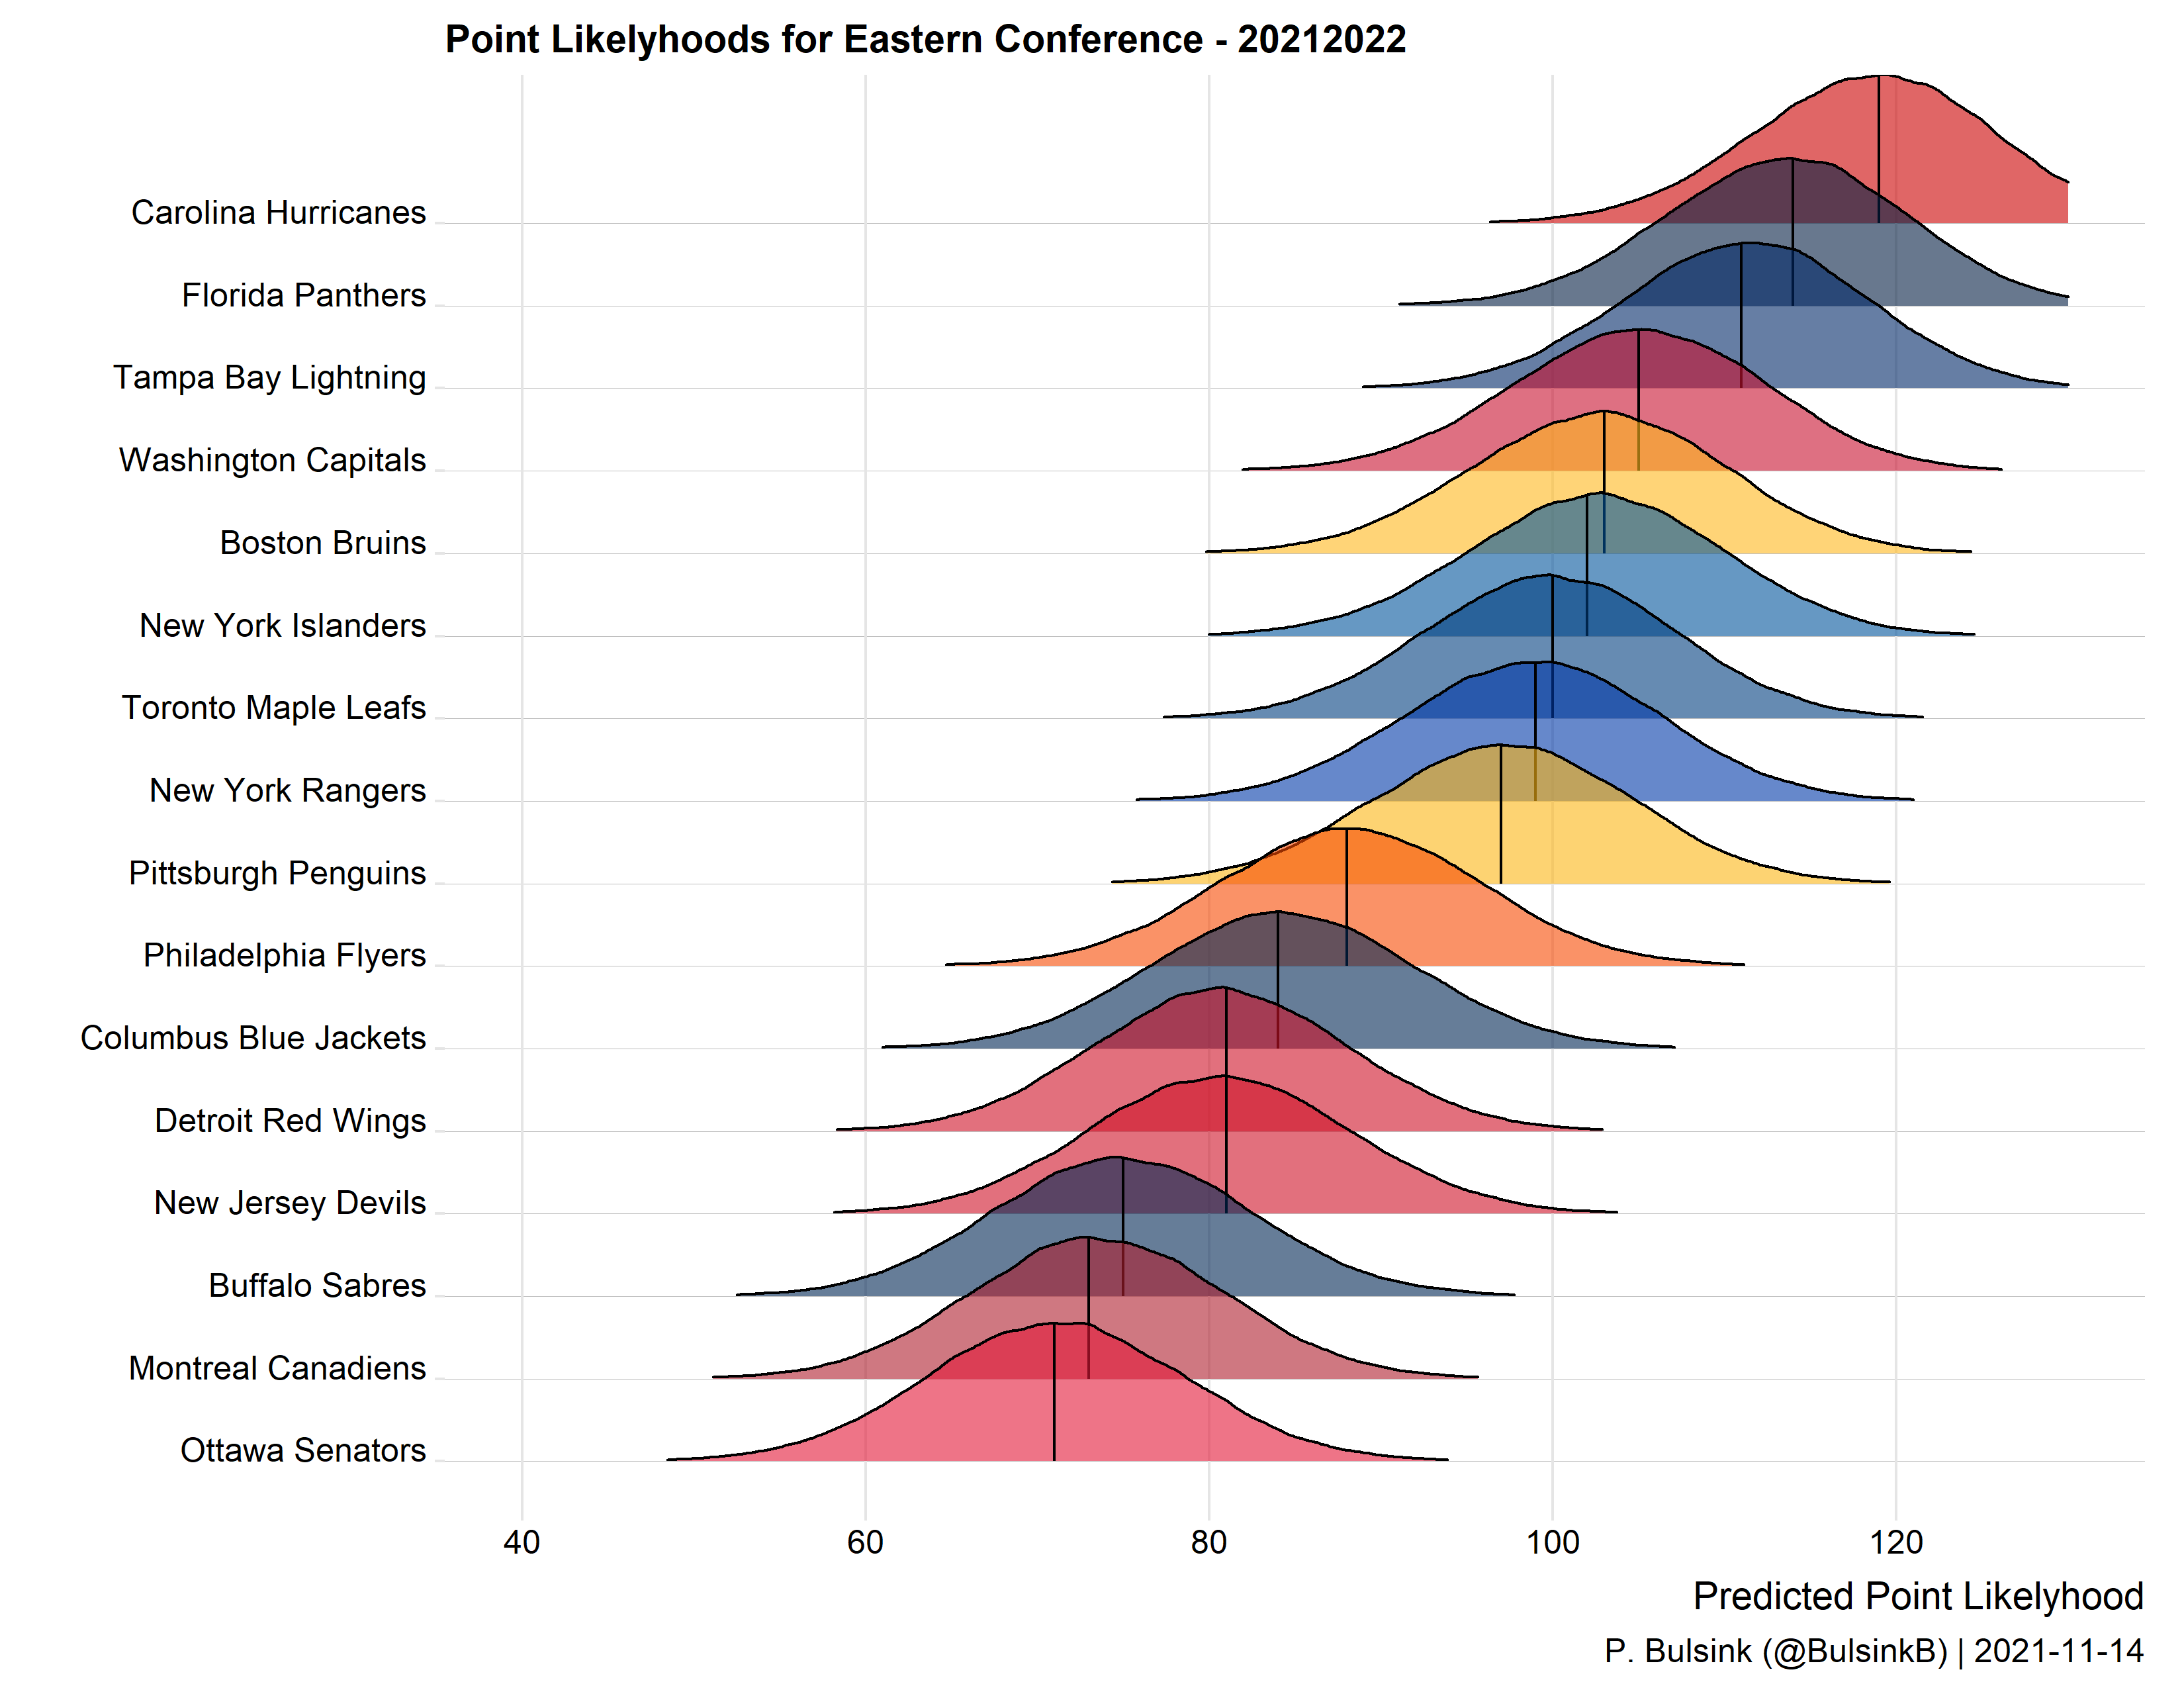 Point Likelyhoods for Eastern Conference - 20212022
Carolina Hurricanes
Florida Panthers
Tampa Bay Lightning
Washington Capitals
Boston Bruins
New York Islanders
Toronto Maple Leafs
New York Rangers
Pittsburgh Penguins
Philadelphia Flyers
Columbus Blue Jackets
Detroit Red Wings
New Jersey Devils
Buffalo Sabres
Montreal Canadiens
Ottawa Senators
40 60 80 100 120
Predicted Point Likelyhood
P. Bulsink (@BulsinkB) | 2021-11-14